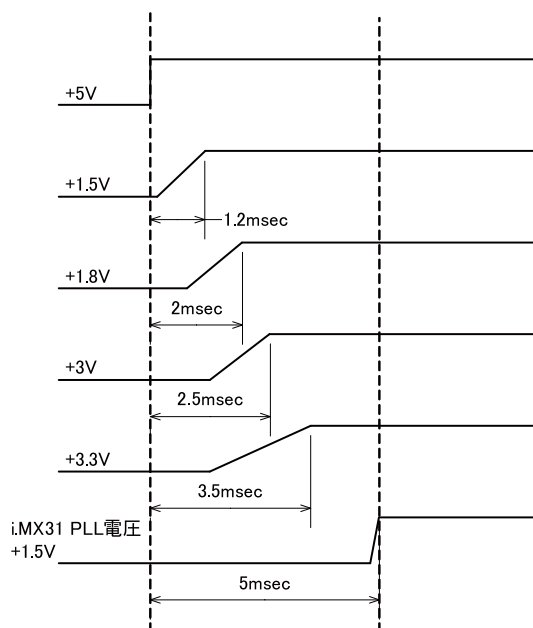 +5V
+1.5V
1.2msec
+1.8V
2msec
+3V
2.5msec
+3.3V
3.5msec
i.MX31 PLL電圧
+1.5V
5msec